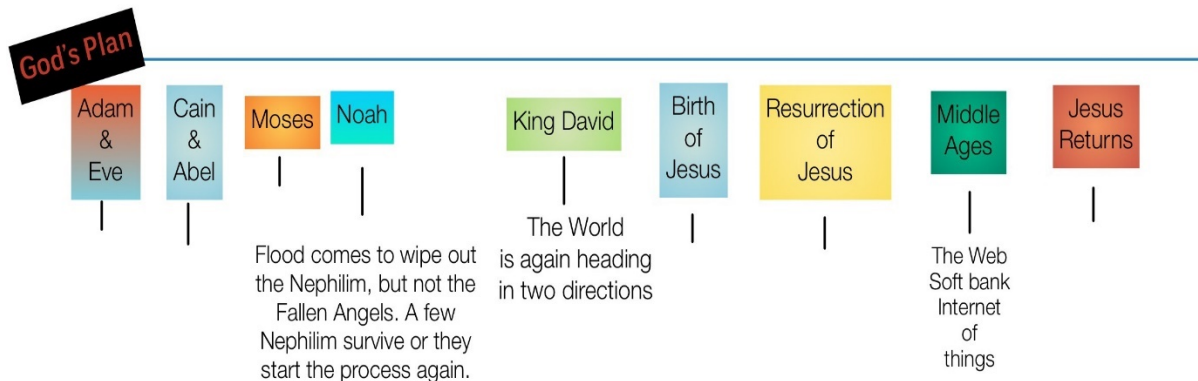 God's Plan
Adam
&
Eve
Cain
&
Abel
Moses
Noah
Flood comes to wipe out
the Nephilim, but not the
Fallen Angels. A few
Nephilim survive or they
start the process again.
King David
The World
is again heading
in two directions
Birth
of
Jesus
Resurrection
of
Jesus
Middle
Ages
The Web
Soft bank
Internet
of
things
Jesus
Returns